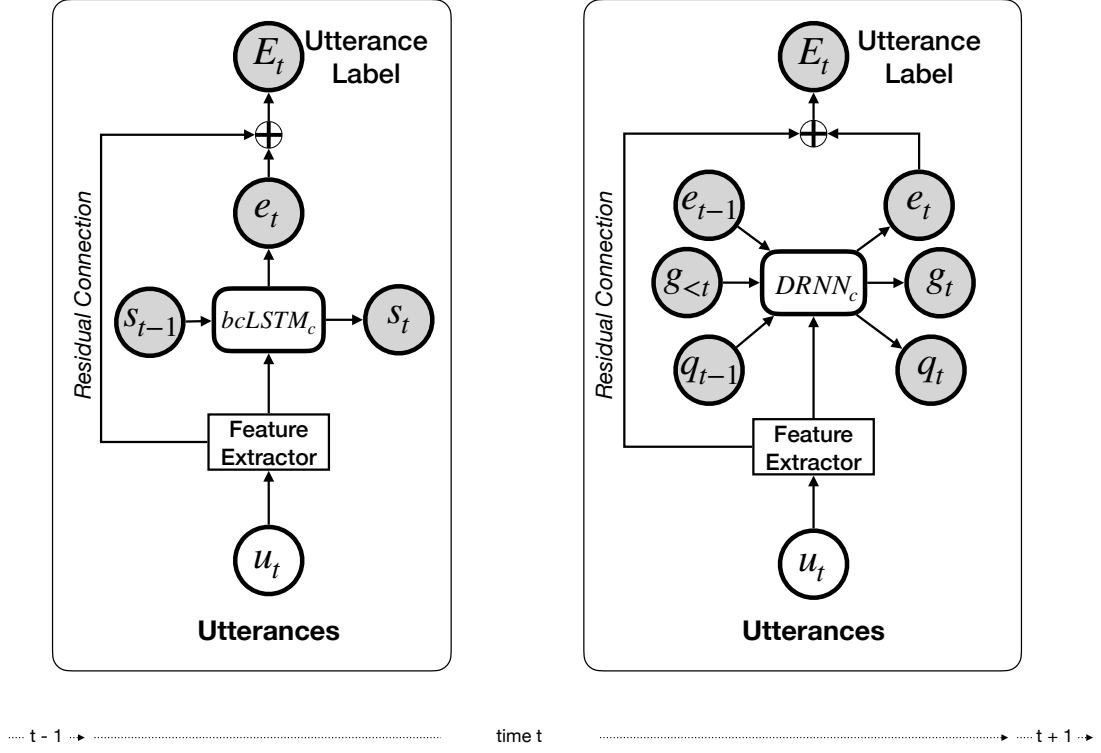 E_t
Utterance
Label
e_t
Residual Connection
s_{t-1}
bcLSTM_c
s_t
Feature
Extractor
u_t
Utterances
E_t
Utterance
Label
Residual Connection
e_{t-1}
e_t
g_{<t}
DRNN_c
g_t
q_{t-1}
q_t
Feature
Extractor
u_t
Utterances
t - 1
time t
t + 1